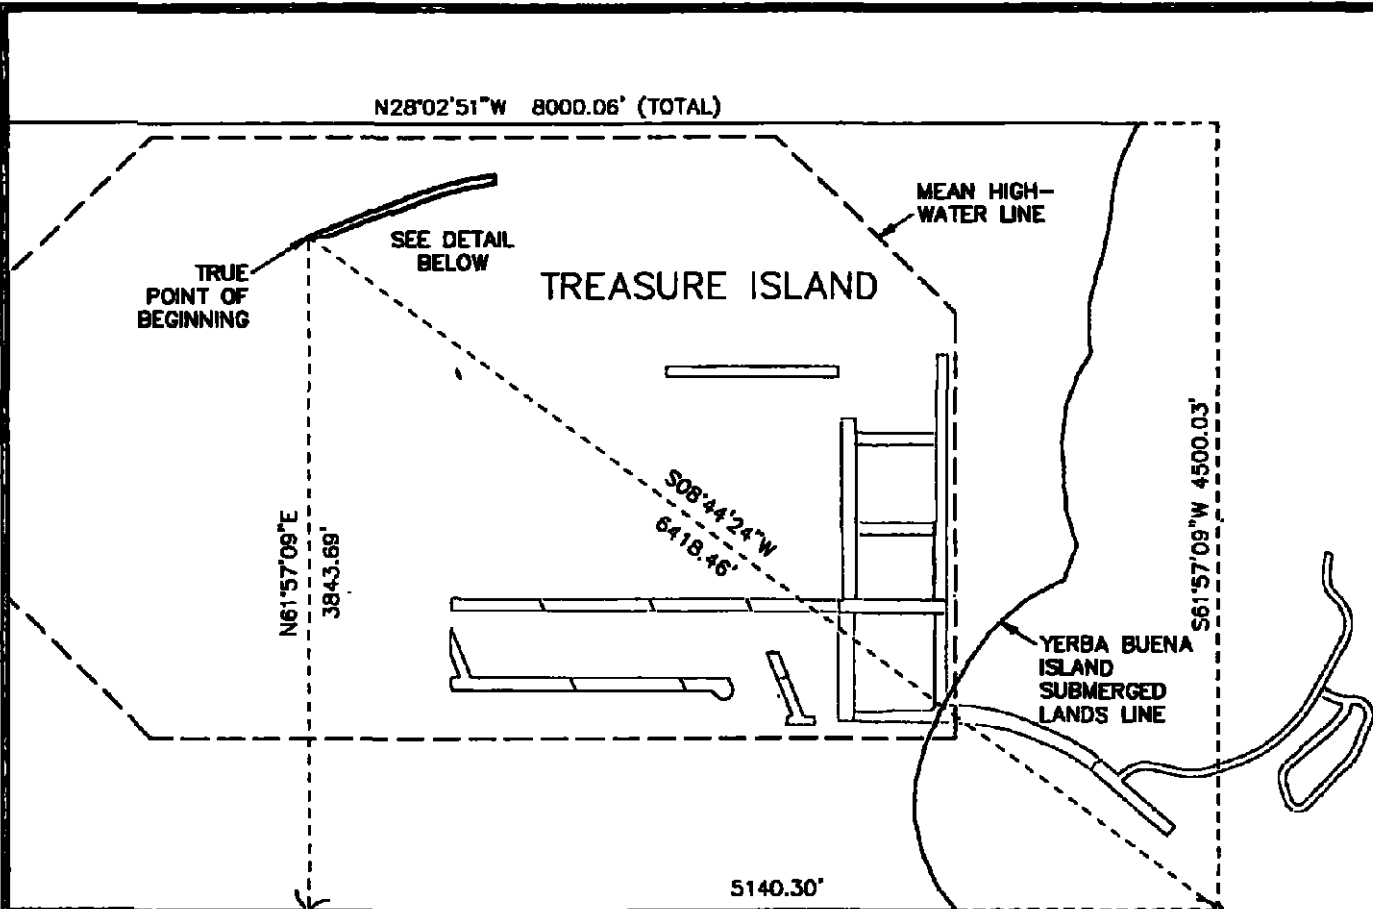 N28°02'51"W 8000.06' (TOTAL)
MEAN HIGH-
WATER LINE
SEE DETAIL
BELOW
TRUE
POINT OF
BEGINNING
TREASURE ISLAND
S08°44'24"W
6418.46'
N61°57'09"E
3843.69'
S61°57'09"W 4500.03'
YERBA BUENA
ISLAND
SUBMERGED
LANDS LINE
5140.30'